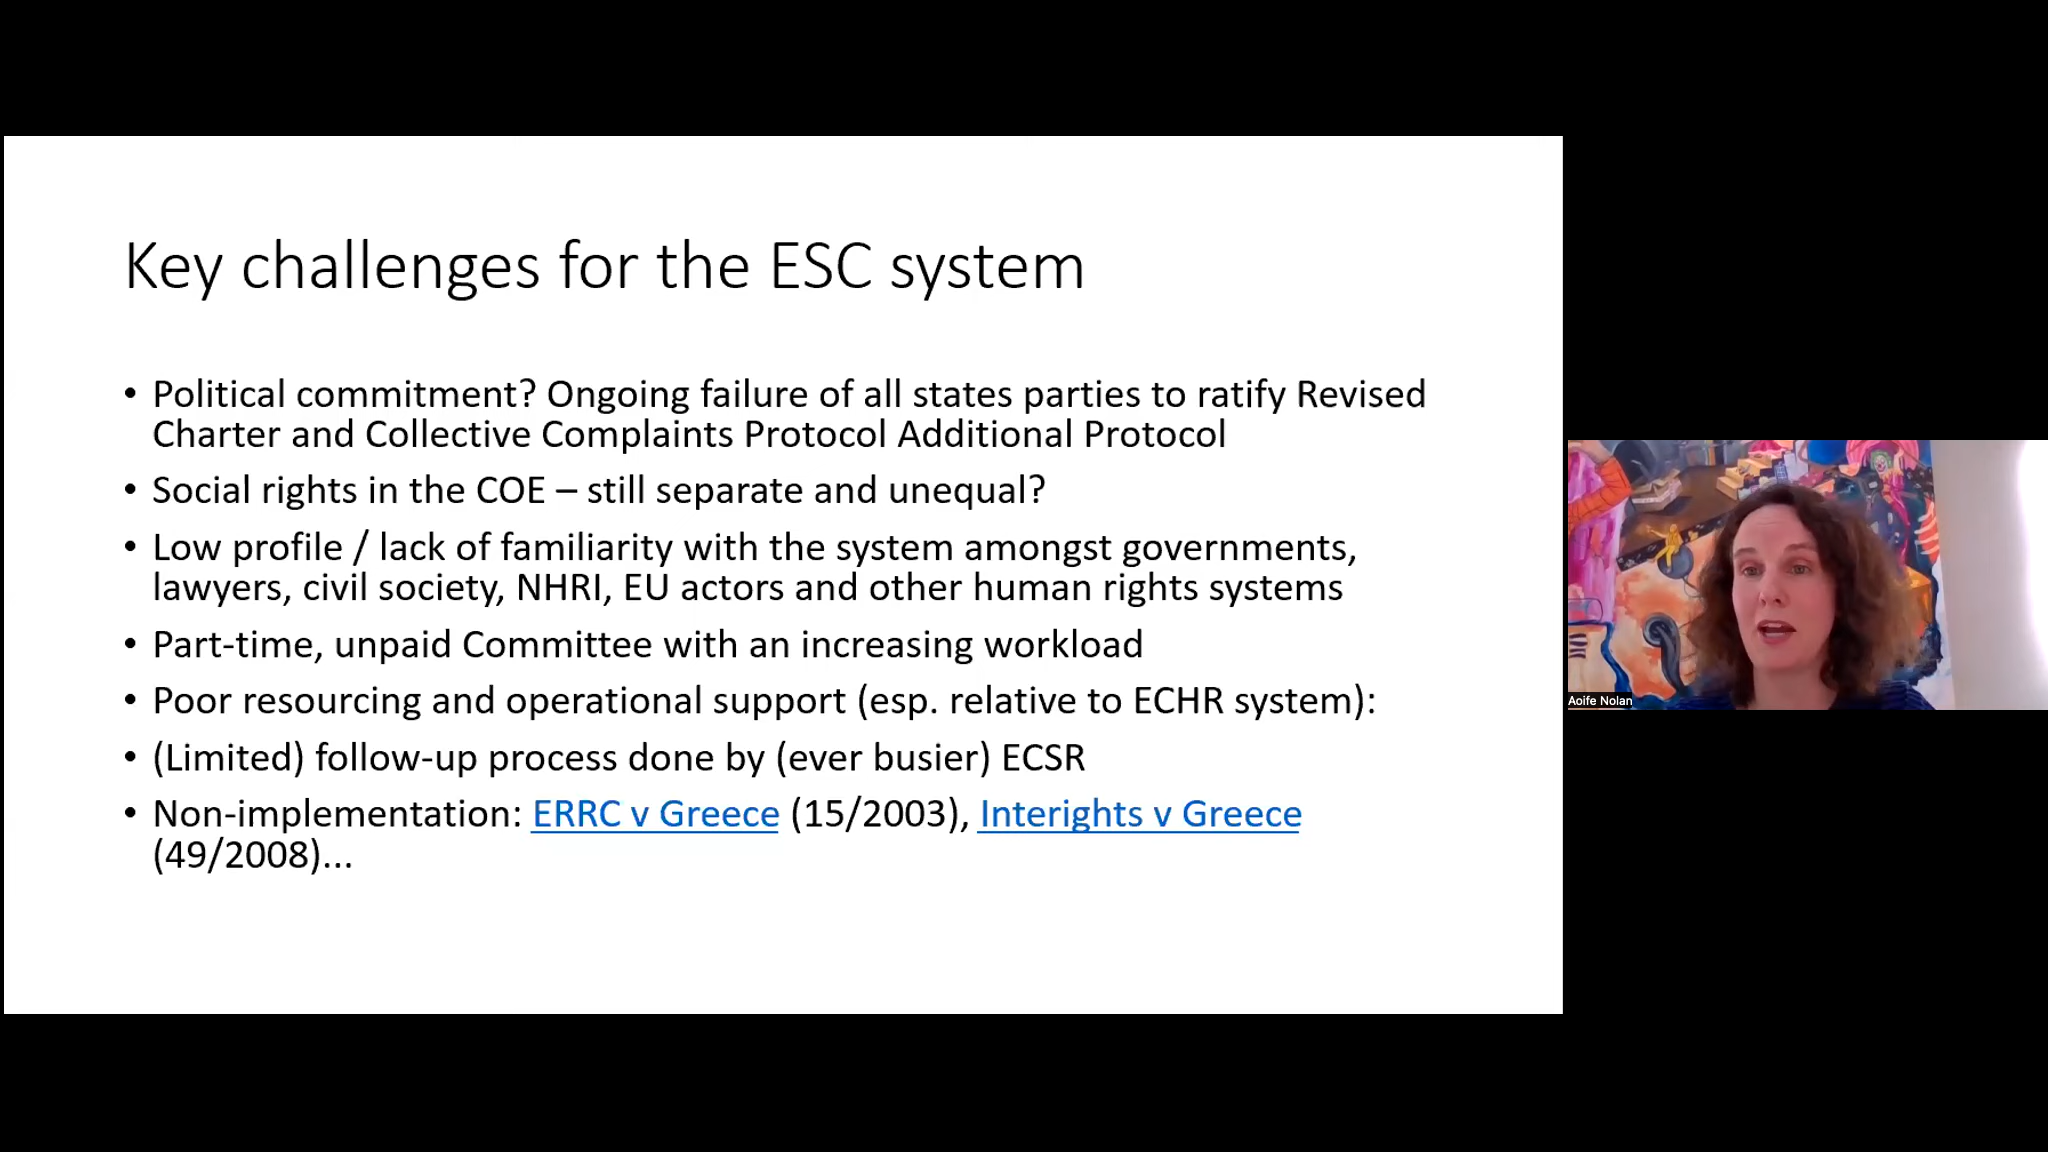 Key challenges for the ESC system
• Political commitment? Ongoing failure of all states parties to ratify Revised
Charter and Collective Complaints Protocol Additional Protocol
• Social rights in the COE – still separate and unequal?
• Low profile / lack of familiarity with the system amongst governments,
lawyers, civil society, NHRI, EU actors and other human rights systems
• Part-time, unpaid Committee with an increasing workload
• Poor resourcing and operational support (esp. relative to ECHR system):
• (Limited) follow-up process done by (ever busier) ECSR
• Non-implementation: ERRC v Greece (15/2003), Interights v Greece
(49/2008)...
Aoife Nolan